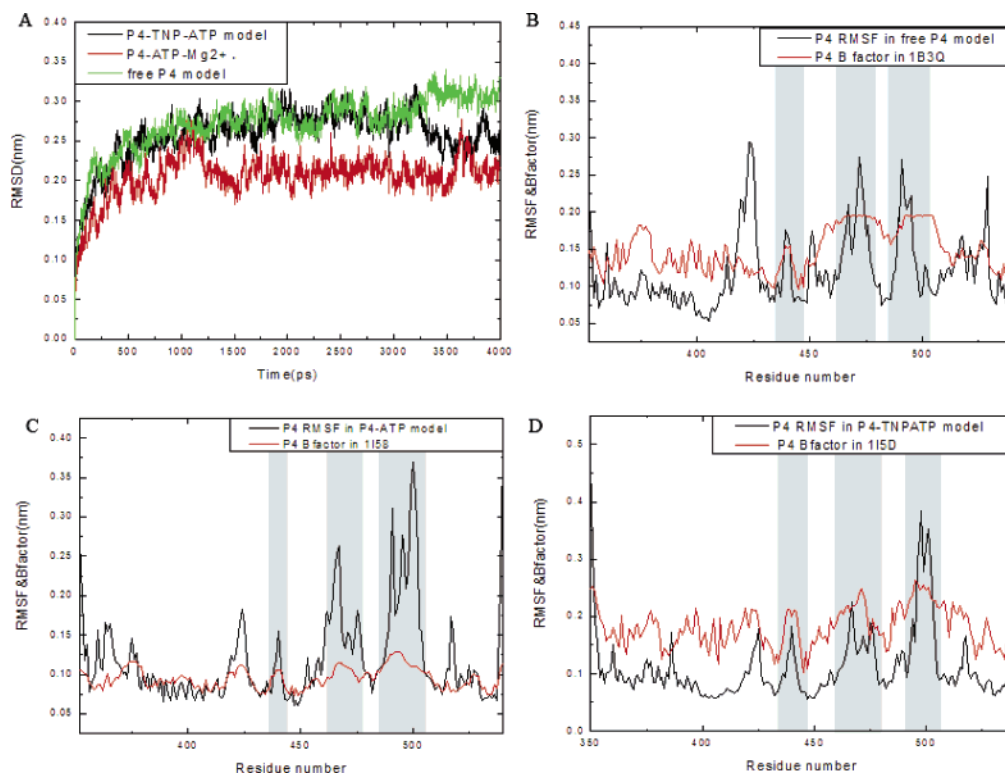 A
P4-TNP-ATP model
P4-ATP-Mg2+ .
free P4 model
0.40
0.35
0.30
0.25
0.20
0.15
0.10
0.05
0.00
RMSD(nm)
0 500 1000 1500 2000 2500 3000 3500 4000
Time(ps)
B
P4 RMSF in free P4 model
P4 B factor in 1B3Q
0.45
0.35
0.25
0.20
0.15
0.10
0.05
RMSF&Bfactor(nm)
400 450 500
Residue number
C
P4 RMSF in P4-ATP model
P4 Bfactor in 1I58
0.40
0.35
0.30
0.25
0.20
0.15
0.10
0.05
RMSF&Bfactor(nm)
400 450 500
Residue number
D
P4 RMSF in P4-TNPATP model
P4 Bfactor in 1I5D
0.5
0.4
0.3
0.2
0.1
0.0
RMSF&Bfactor(nm)
350 400 450 500
Residue number